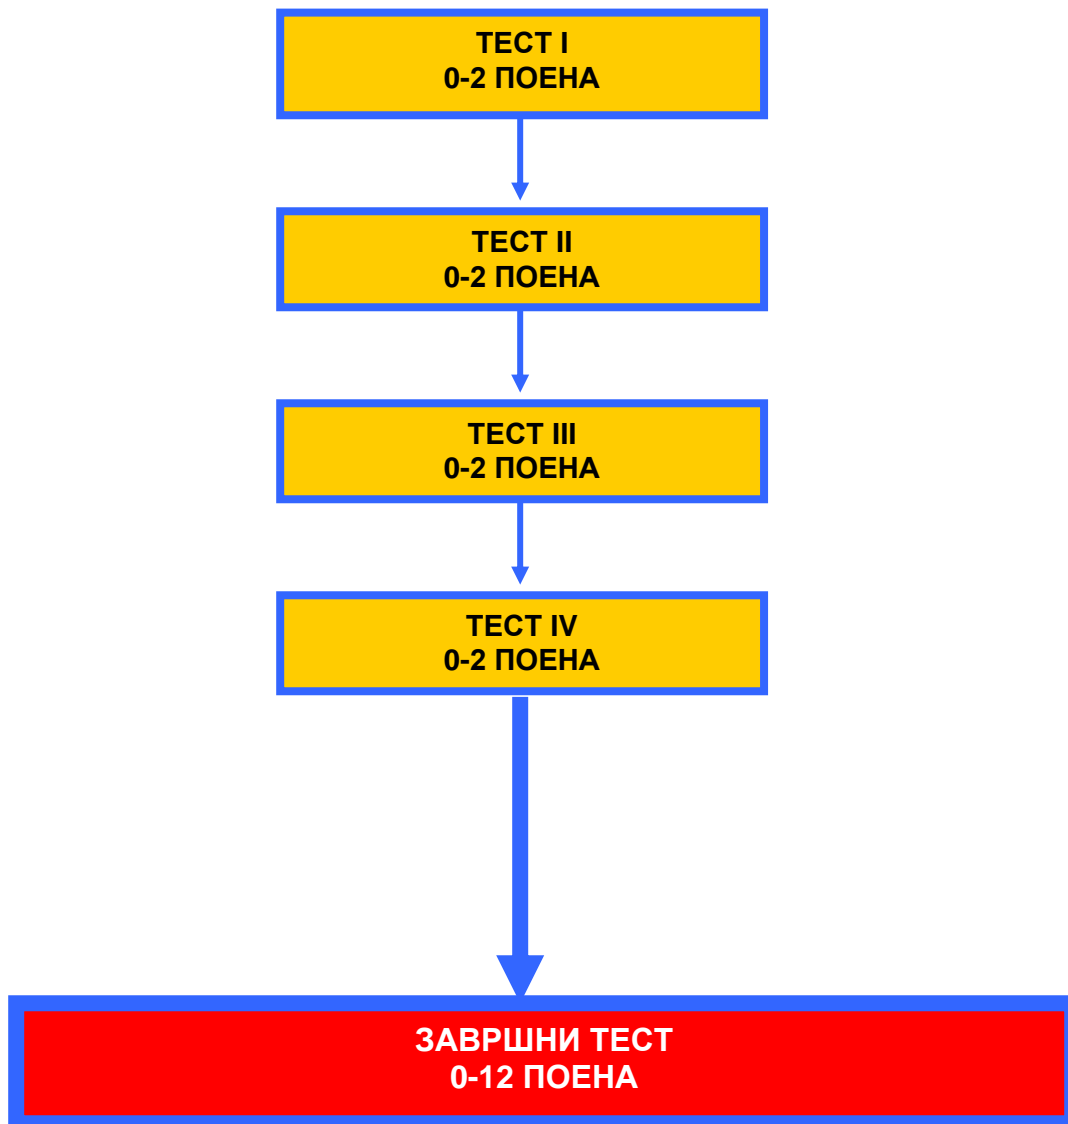 ТЕСТ I
0-2 ПОЕНА
ТЕСТ II
0-2 ПОЕНА
ТЕСТ III
0-2 ПОЕНА
ТЕСТ IV
0-2 ПОЕНА
ЗАВРШНИ ТЕСТ
0-12 ПОЕНА